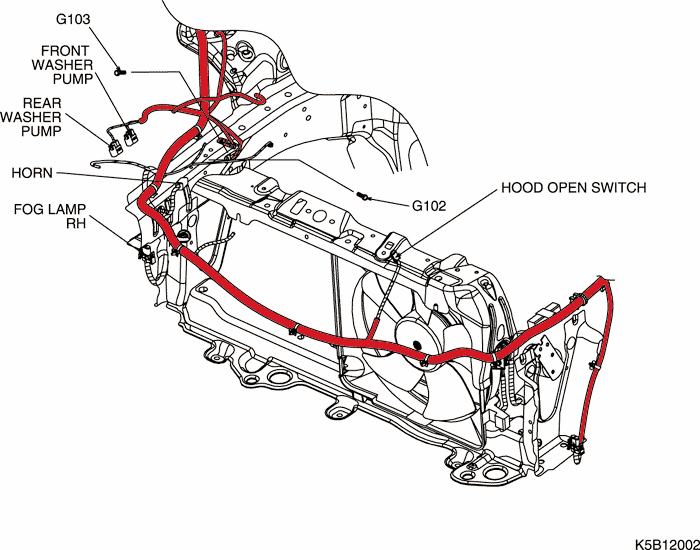 G103
FRONT
WASHER
PUMP
REAR
WASHER
PUMP
HORN
FOG LAMP
RH
HOOD OPEN SWITCH
G102
K5B12002